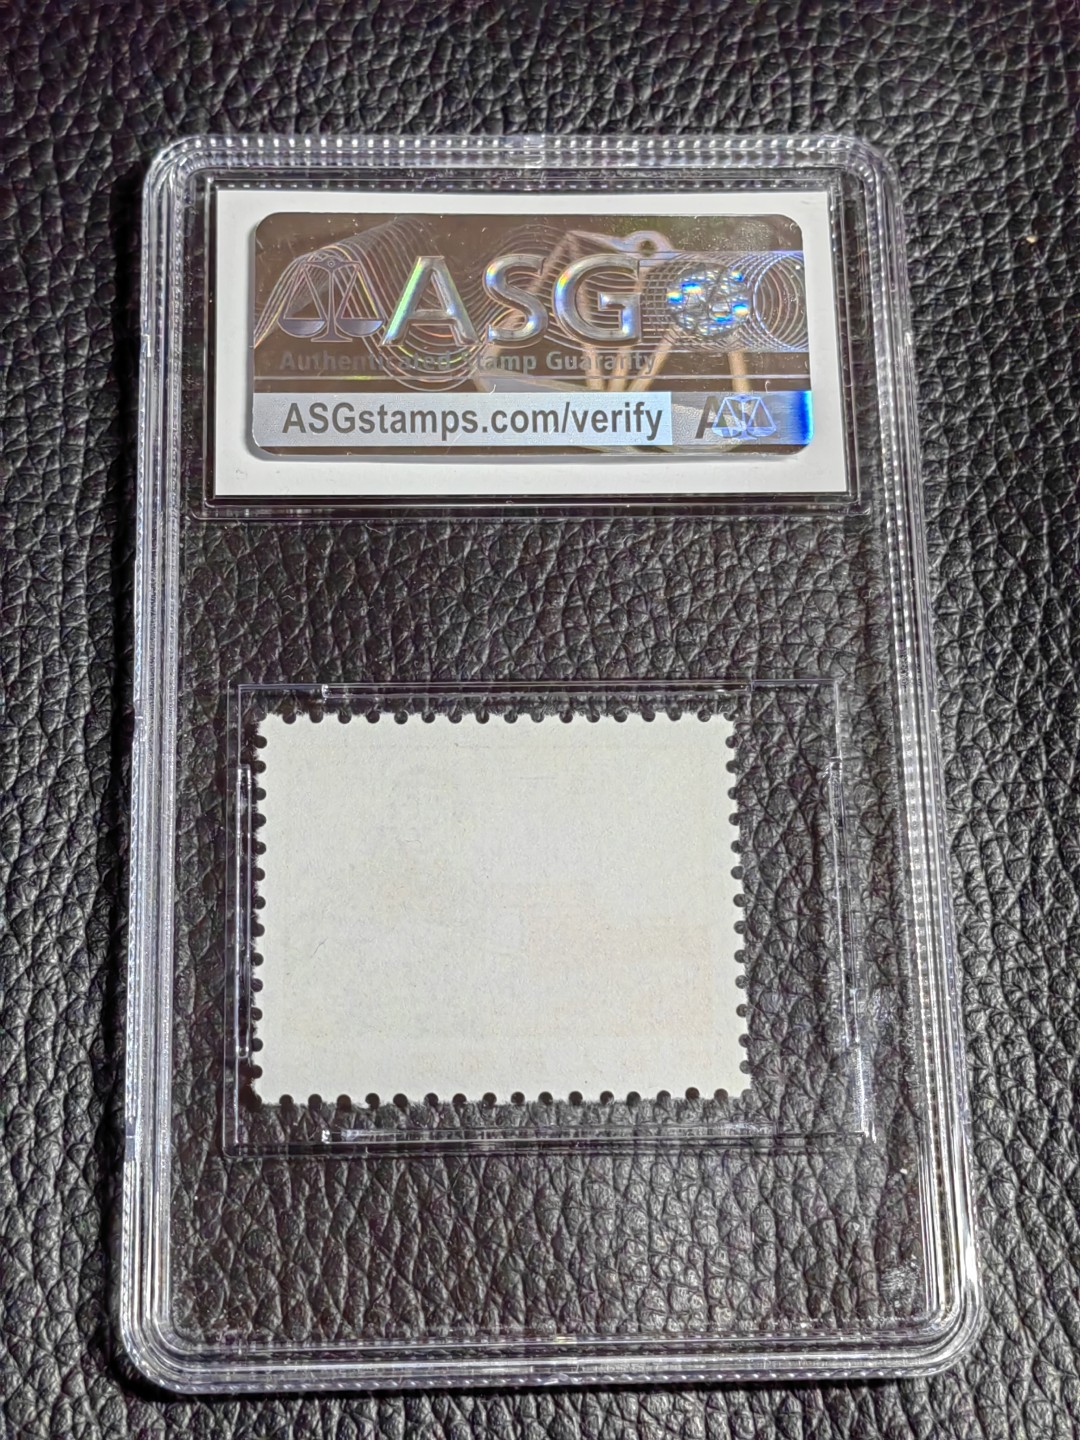 ASG
Authenticated Stamp Guaranty
ASGstamps.com/verify